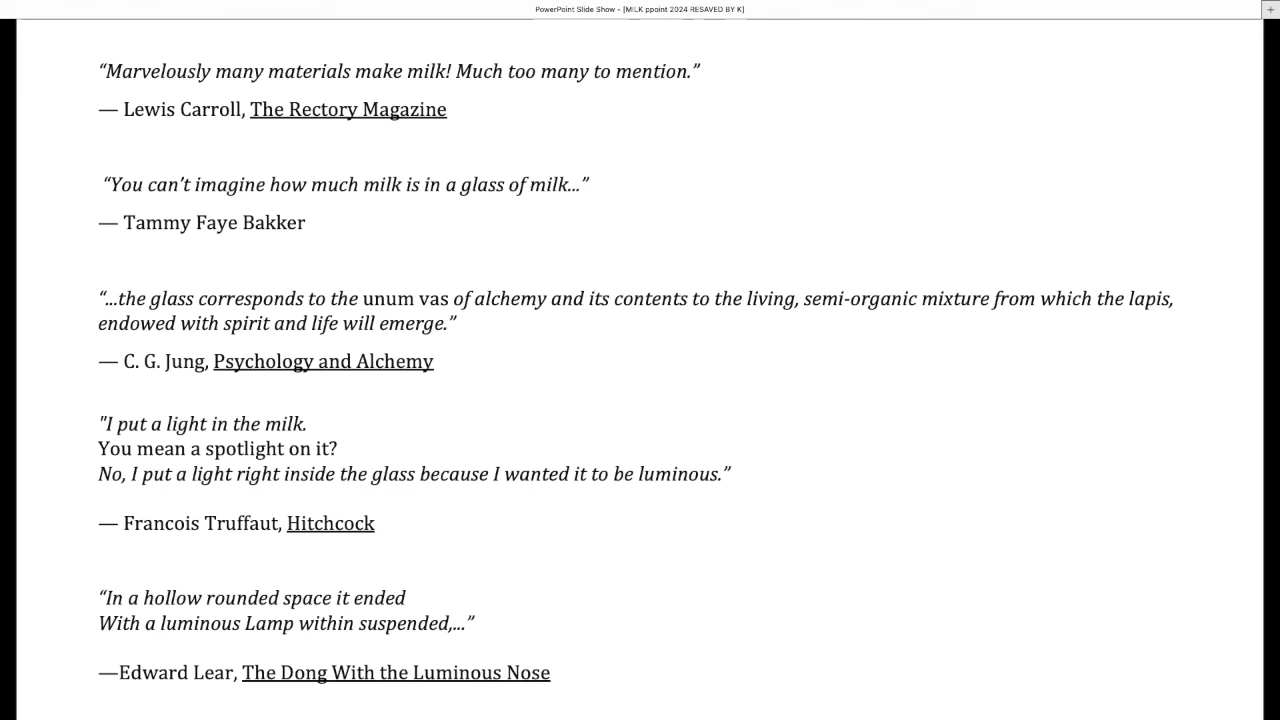 PowerPoint Slide Show - [MILK ppoint 2024 RESAVED BY K]
“Marvelously many materials make milk! Much too many to mention.”
— Lewis Carroll, The Rectory Magazine
“You can’t imagine how much milk is in a glass of milk...”
— Tammy Faye Bakker
“...the glass corresponds to the unum vas of alchemy and its contents to the living, semi-organic mixture from which the lapis,
endowed with spirit and life will emerge.”
— C. G. Jung, Psychology and Alchemy
"I put a light in the milk.
You mean a spotlight on it?
No, I put a light right inside the glass because I wanted it to be luminous.”
— Francois Truffaut, Hitchcock
“In a hollow rounded space it ended
With a luminous Lamp within suspended,...”
—Edward Lear, The Dong With the Luminous Nose